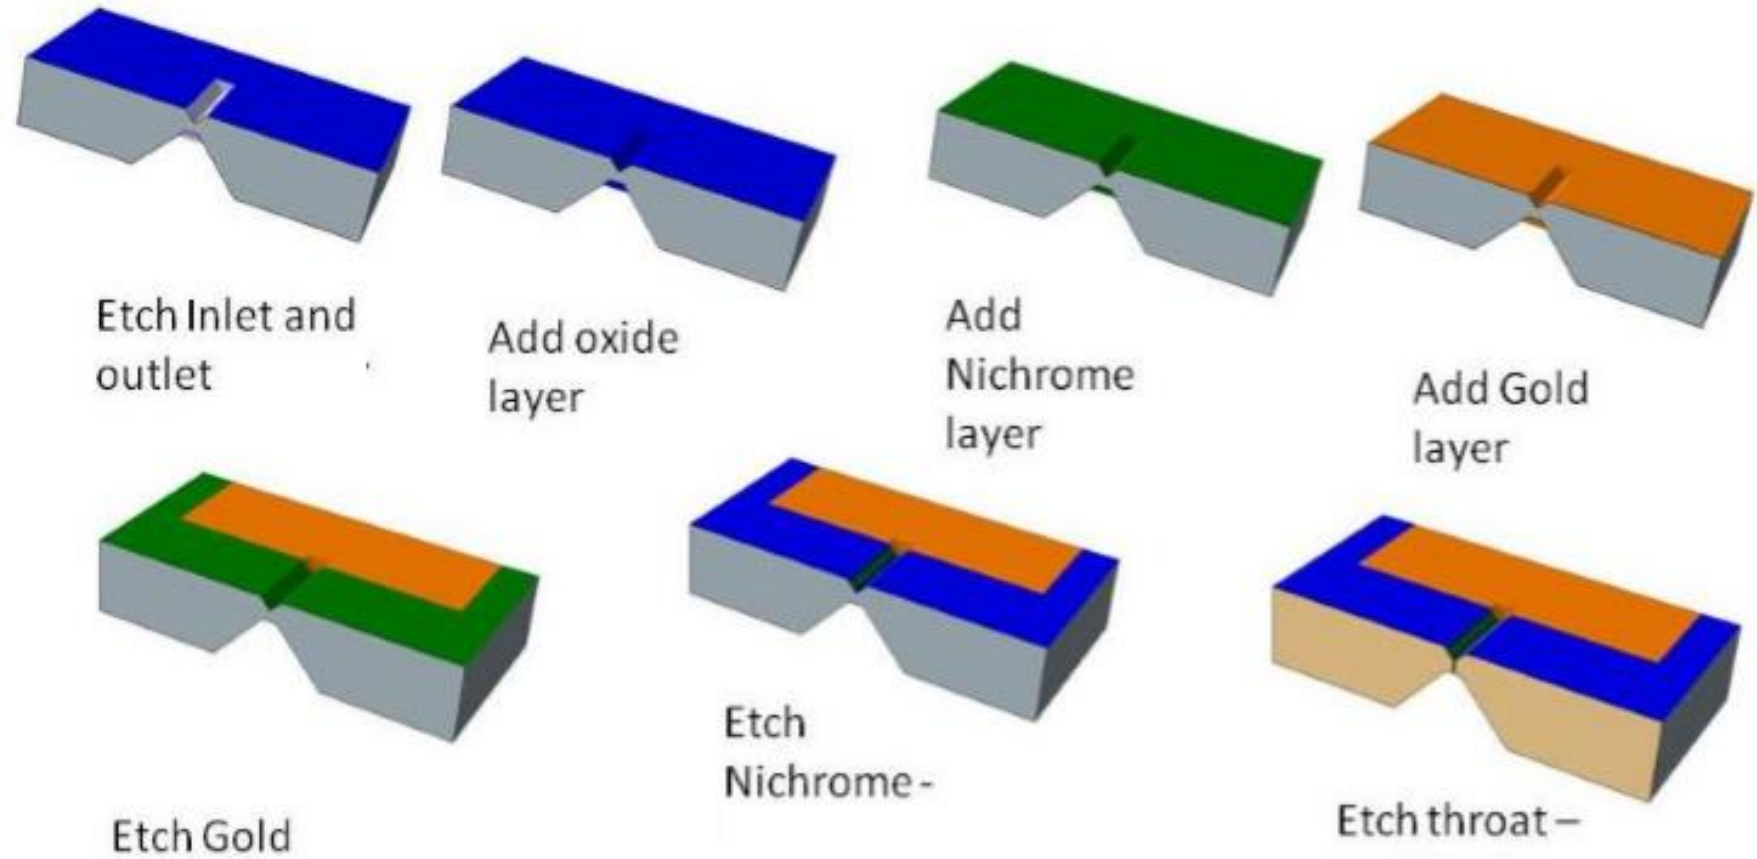 Etch Inlet and
outlet
Add oxide
layer
Add
Nichrome
layer
Add Gold
layer
Etch Gold
Etch
Nichrome -
Etch throat –